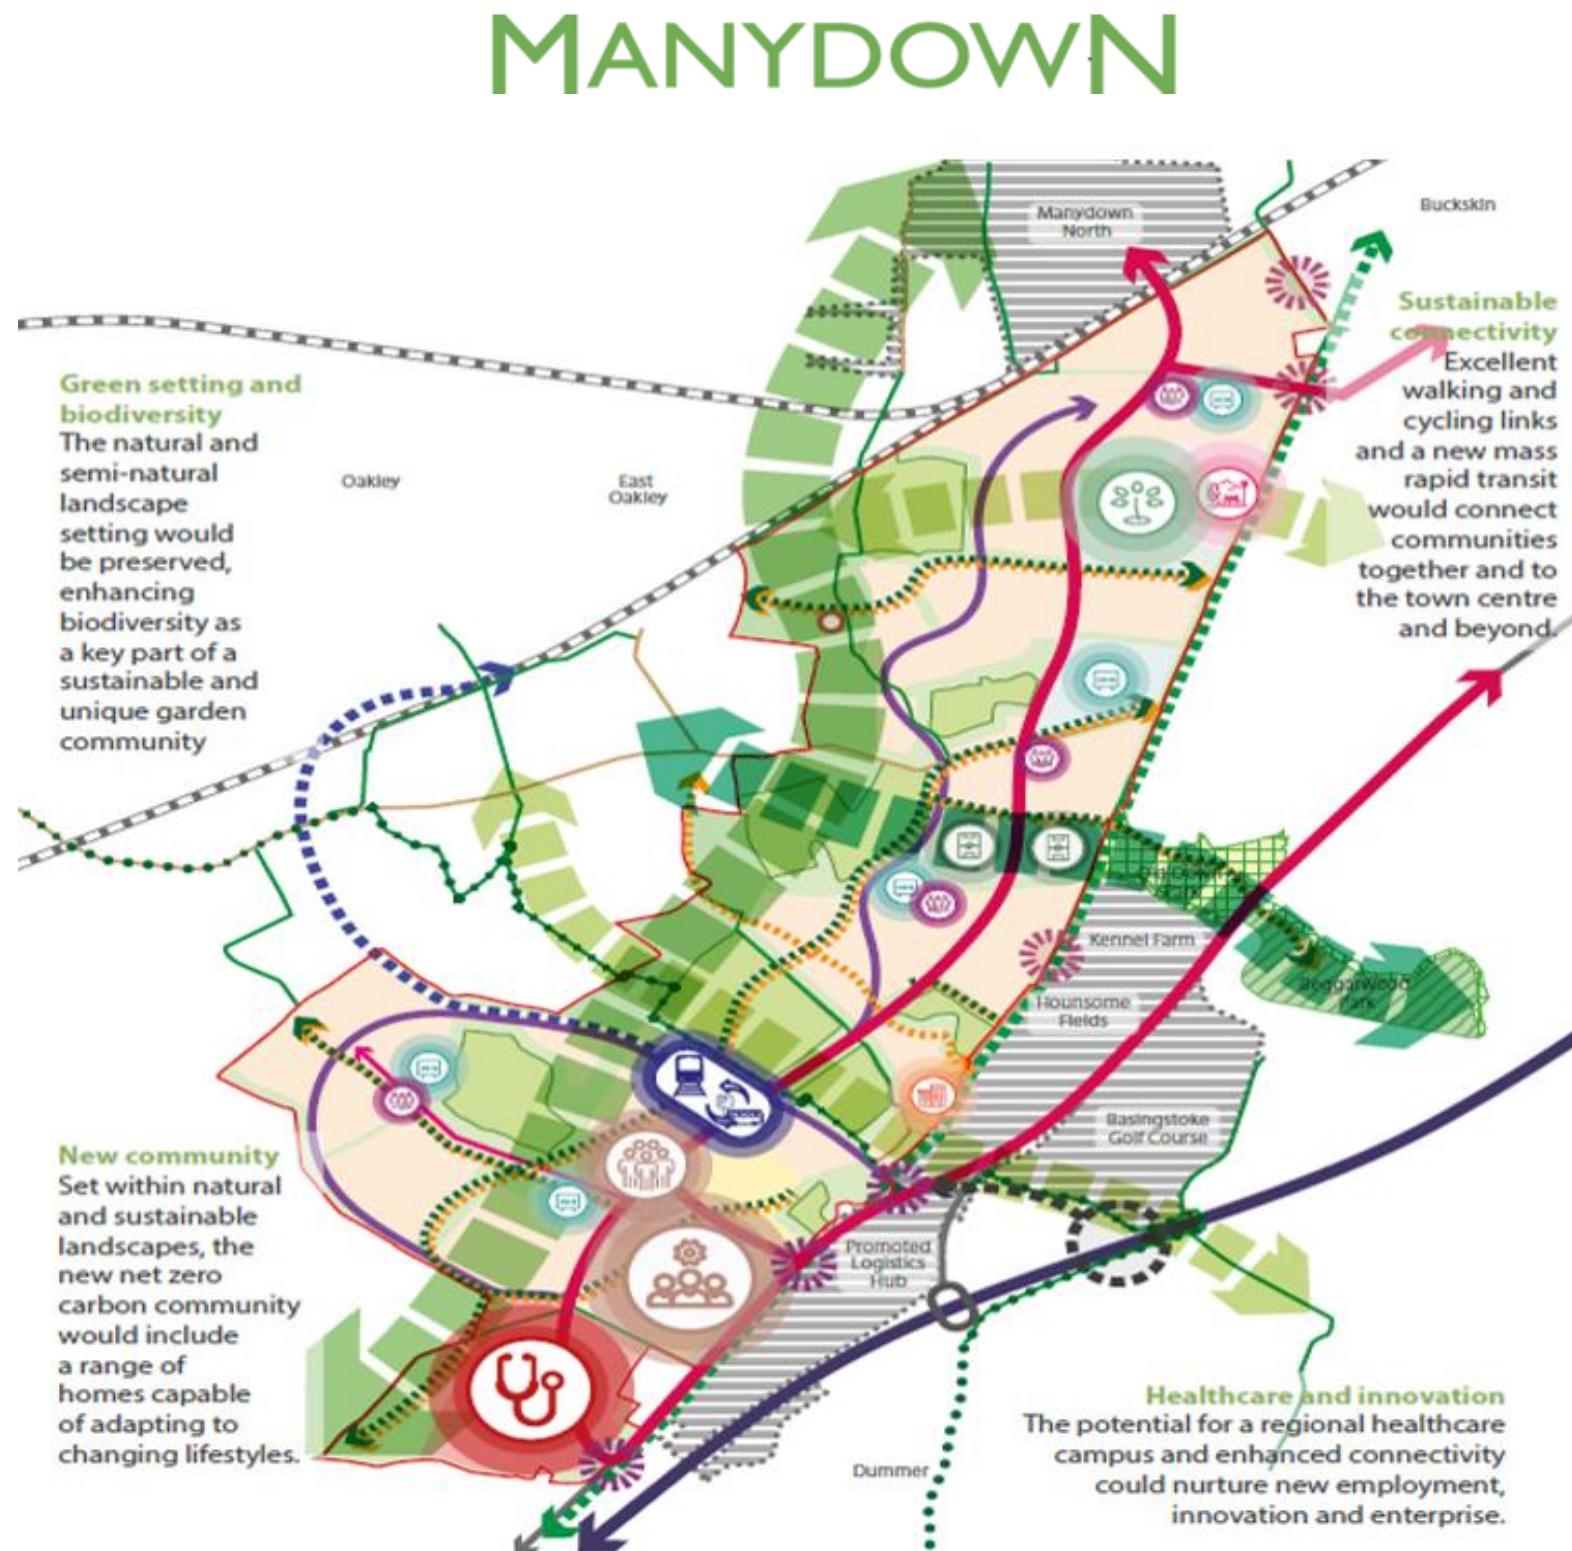 MANYDOWN
Manydown
North
Buckskin
Sustainable
connectivity
Excellent
walking and
cycling links
and a new mass
rapid transit
would connect
communities
together and to
the town centre
and beyond.
Green setting and
biodiversity
The natural and
semi-natural
landscape
setting would
be preserved,
enhancing
biodiversity as
a key part of a
sustainable and
unique garden
community
Oakley
East
Oakley
Kennel Farm
Beggarwood
Park
Hounsome
Fields
Basingstoke
Golf Course
New community
Set within natural
and sustainable
landscapes, the
new net zero
carbon community
would include
a range of
homes capable
of adapting to
changing lifestyles.
Promoted
Logistics
Hub
Dummer
Healthcare and innovation
The potential for a regional healthcare
campus and enhanced connectivity
could nurture new employment,
innovation and enterprise.